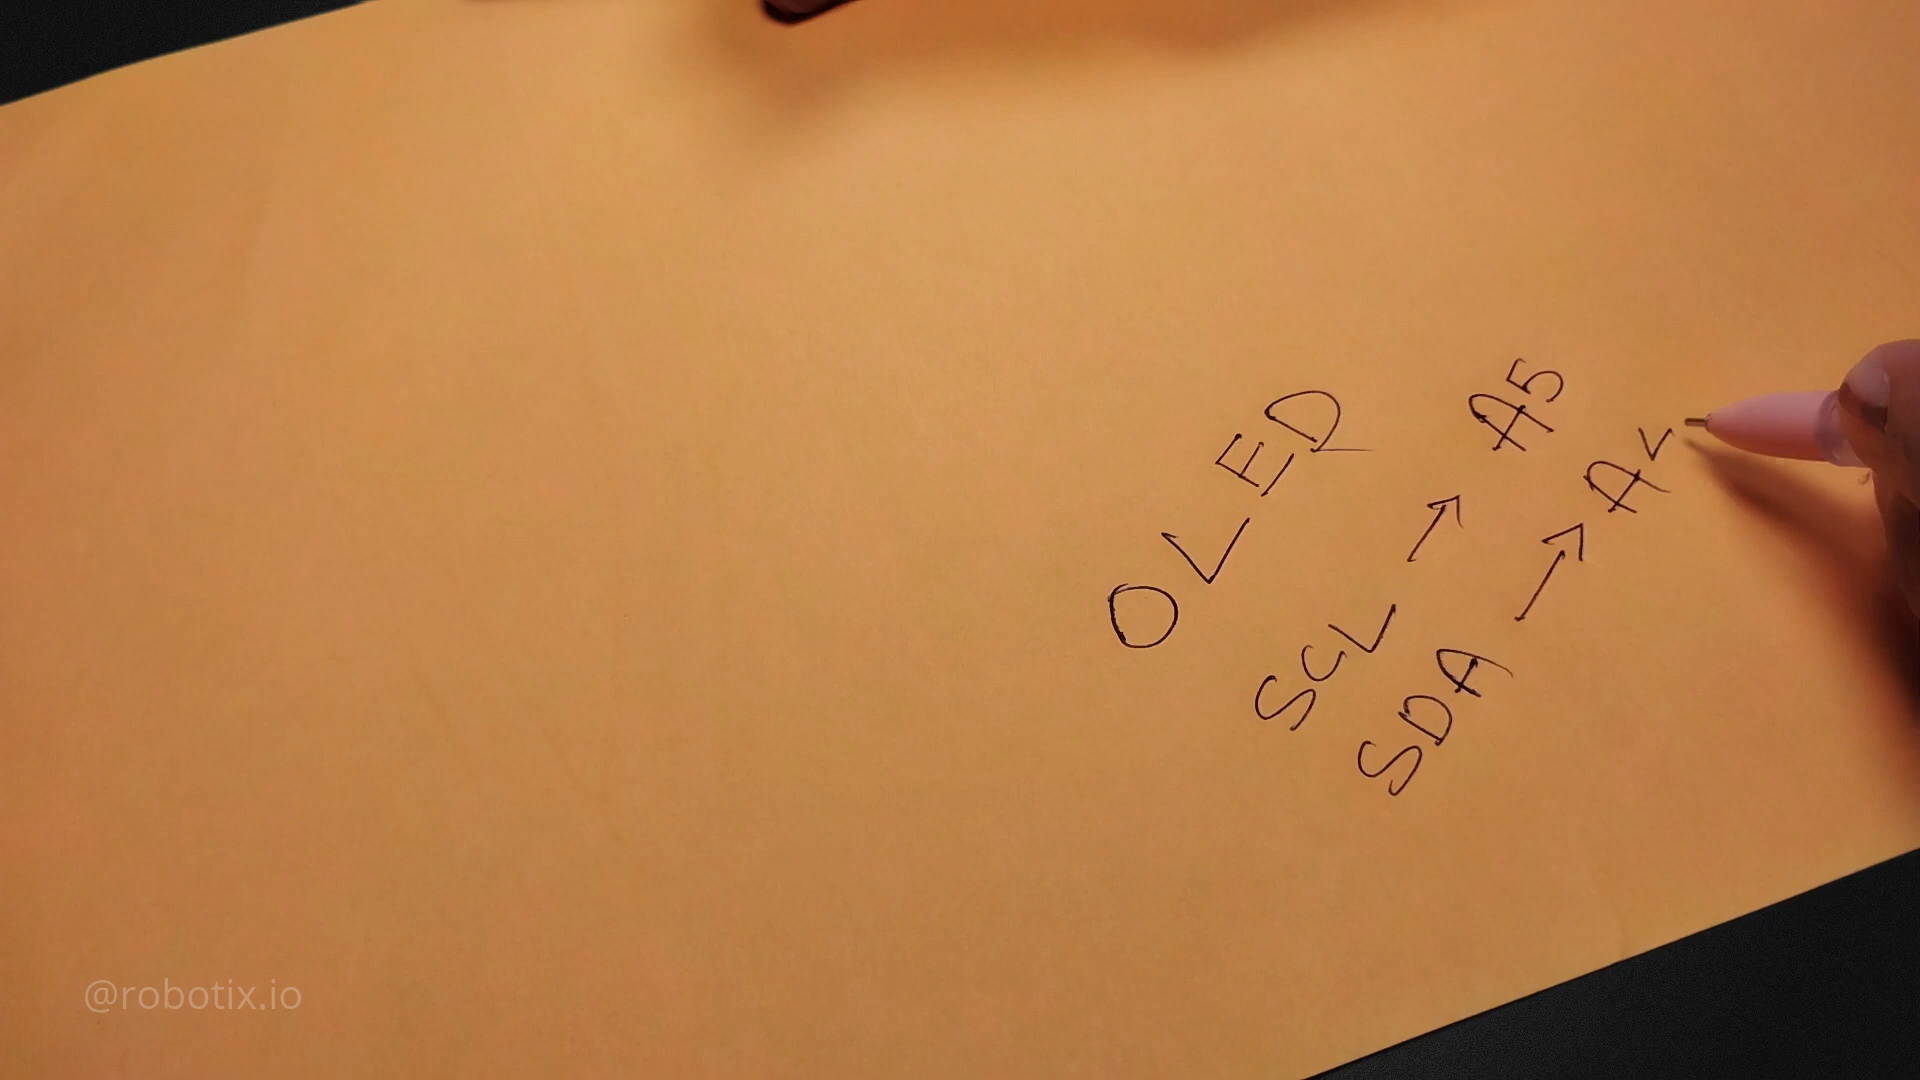 OLED
SCL → A5
SDA → A
@robotix.io